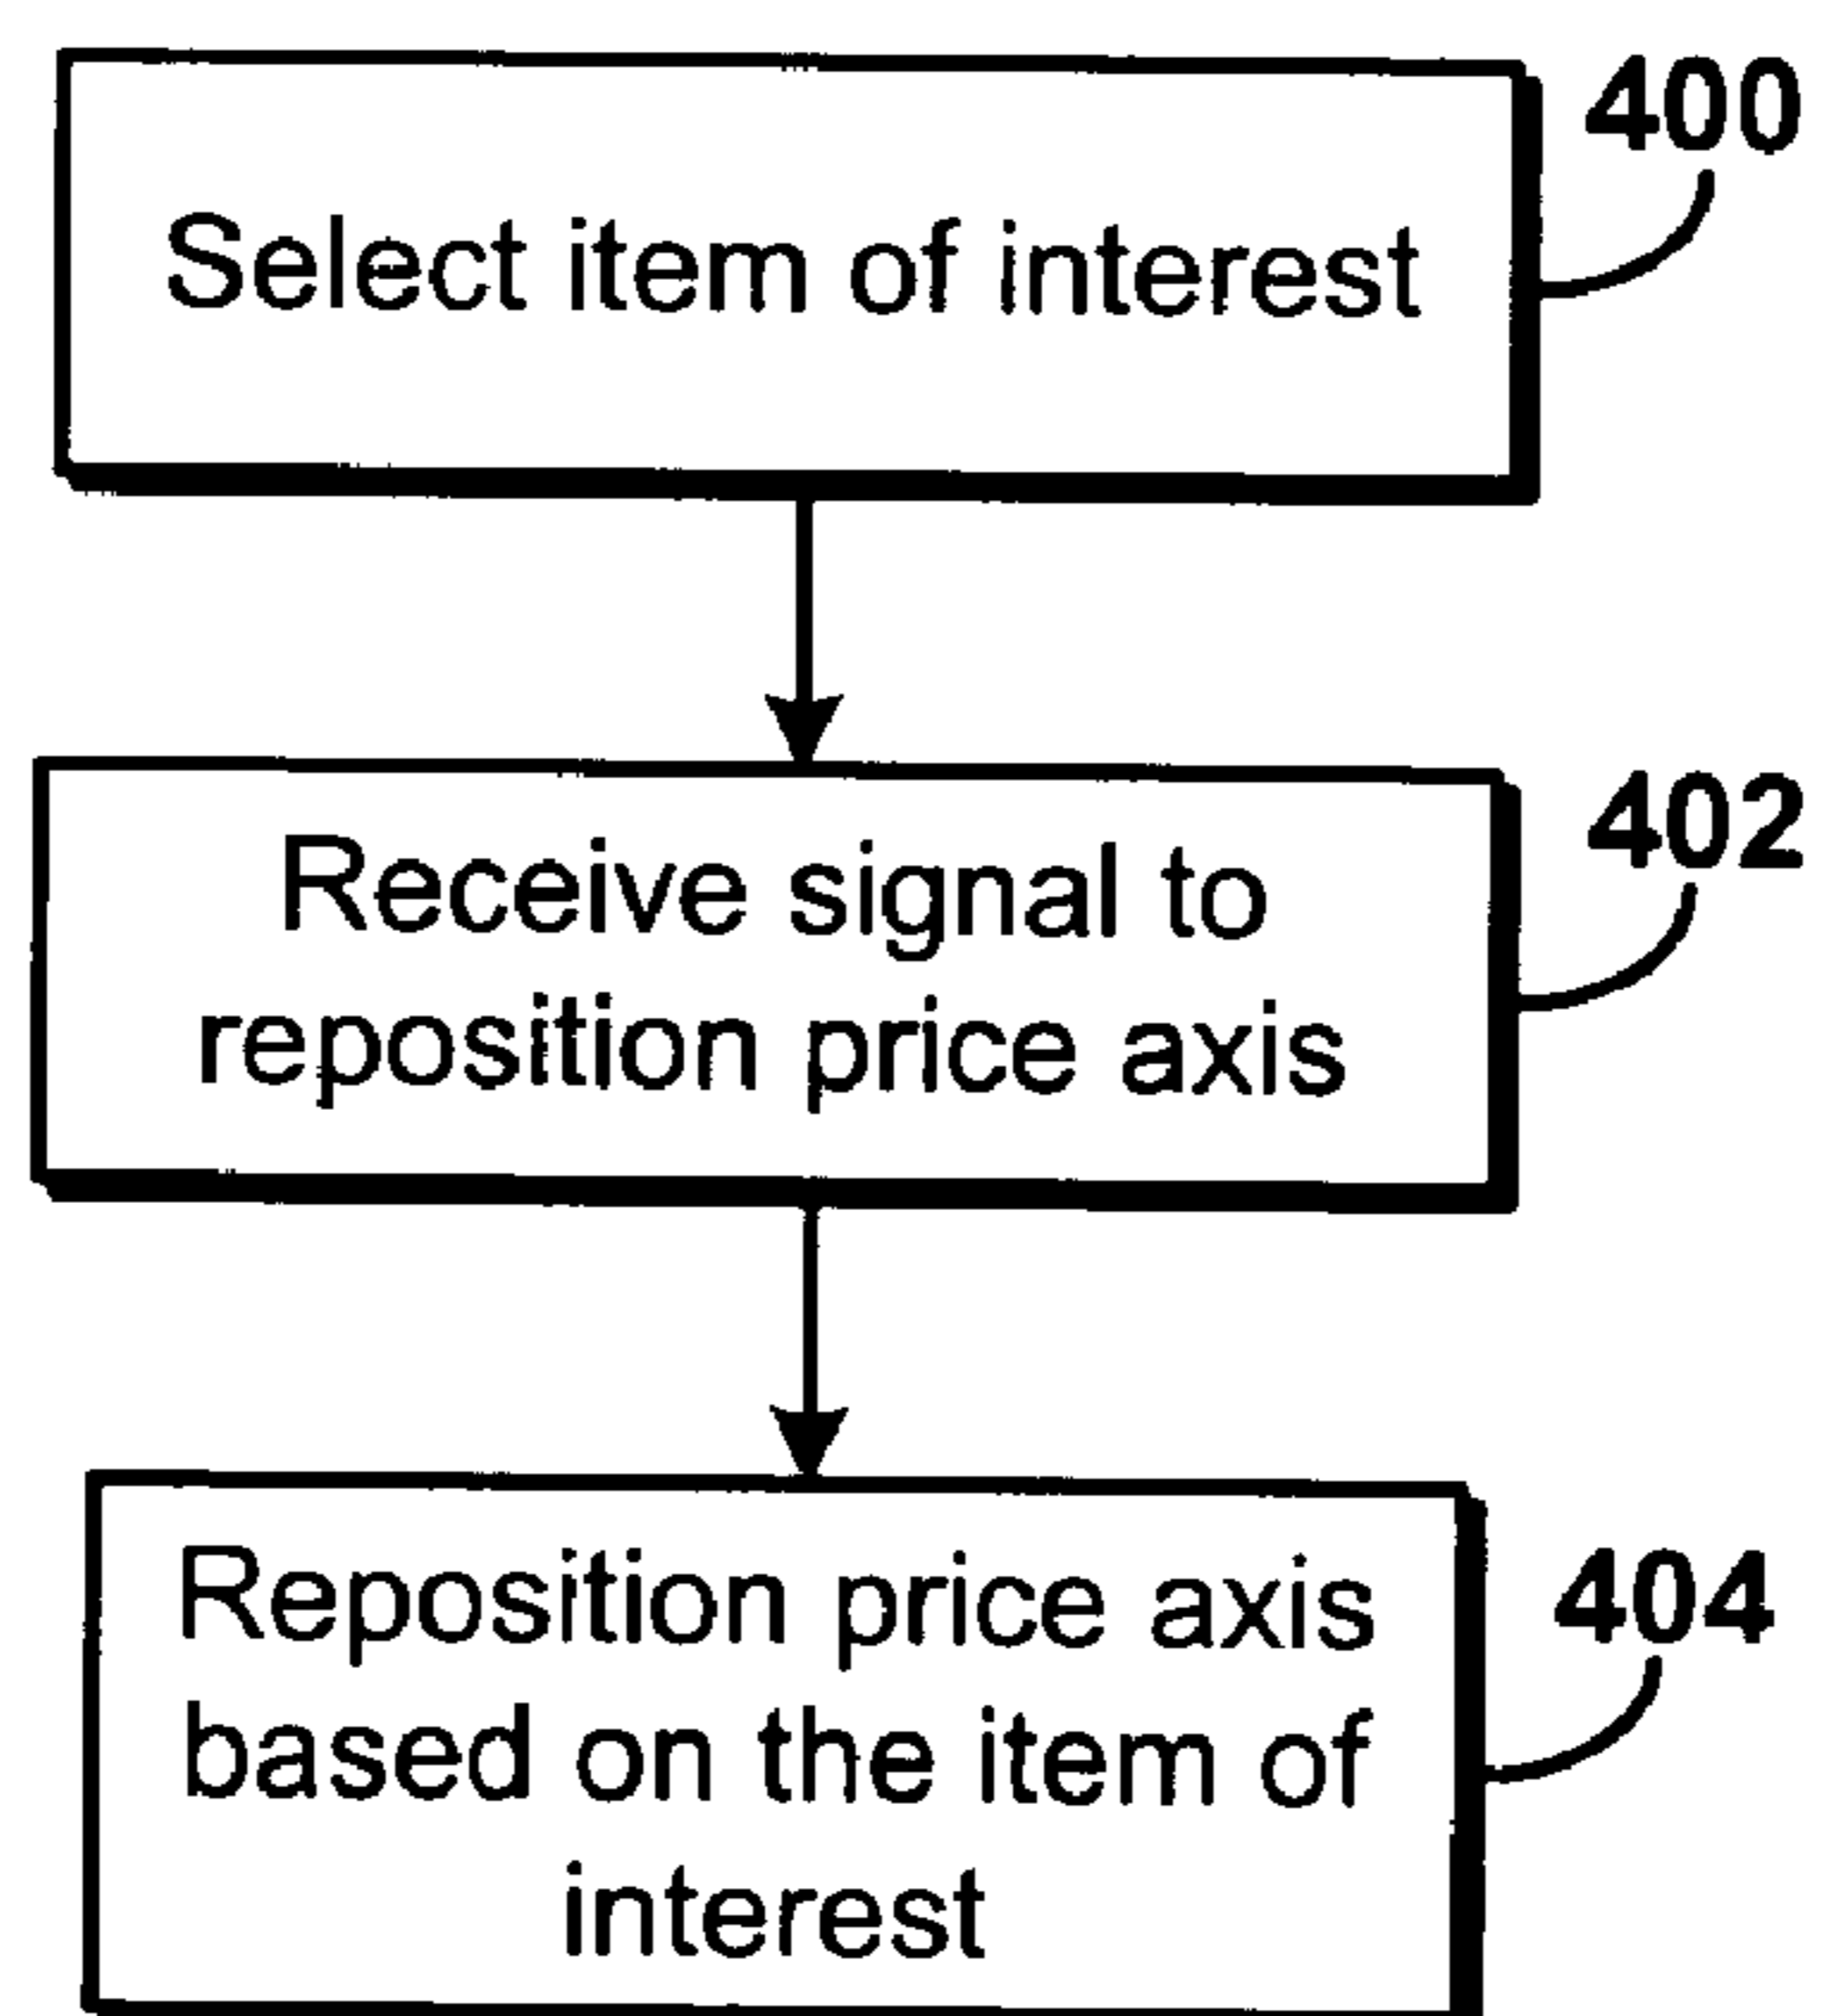 400
Select item of interest
402
Receive signal to
reposition price axis
404
Reposition price axis
based on the item of
interest